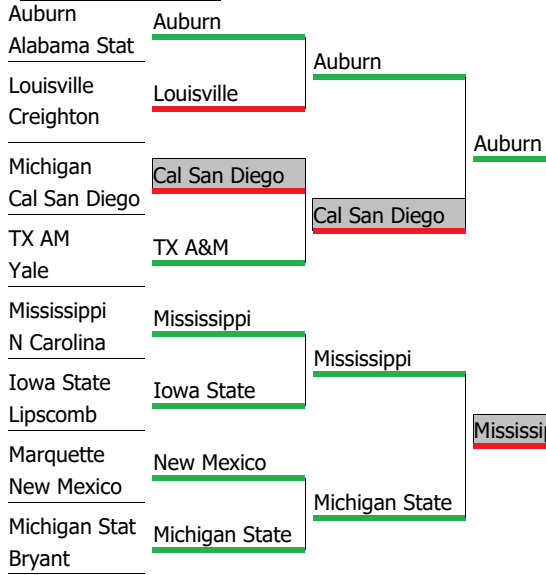 Auburn
Alabama Stat
Louisville
Creighton
Michigan
Cal San Diego
TX AM
Yale
Mississippi
N Carolina
Iowa State
Lipscomb
Marquette
New Mexico
Michigan Stat
Bryant
Auburn
Louisville
Cal San Diego
TX A&M
Mississippi
Iowa State
New Mexico
Michigan State
Auburn
Cal San Diego
Mississippi
Michigan State
Auburn
Mississip